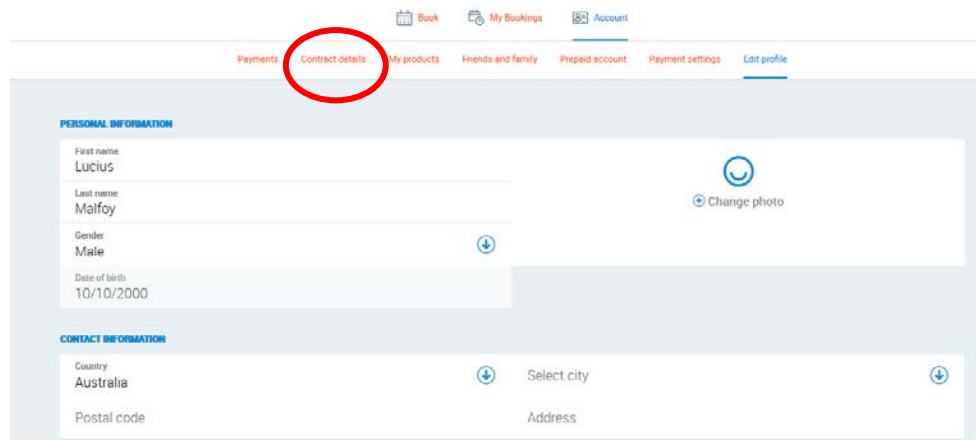 Book My Bookings Account
Payments Contract details My products Friends and family Prepaid account Payment settings Edit profile
PERSONAL INFORMATION
First name
Lucius
Last name
Malfoy
Change photo
Gender
Male
Date of birth
10/10/2000
CONTACT INFORMATION
Country
Australia
Select city
Postal code
Address